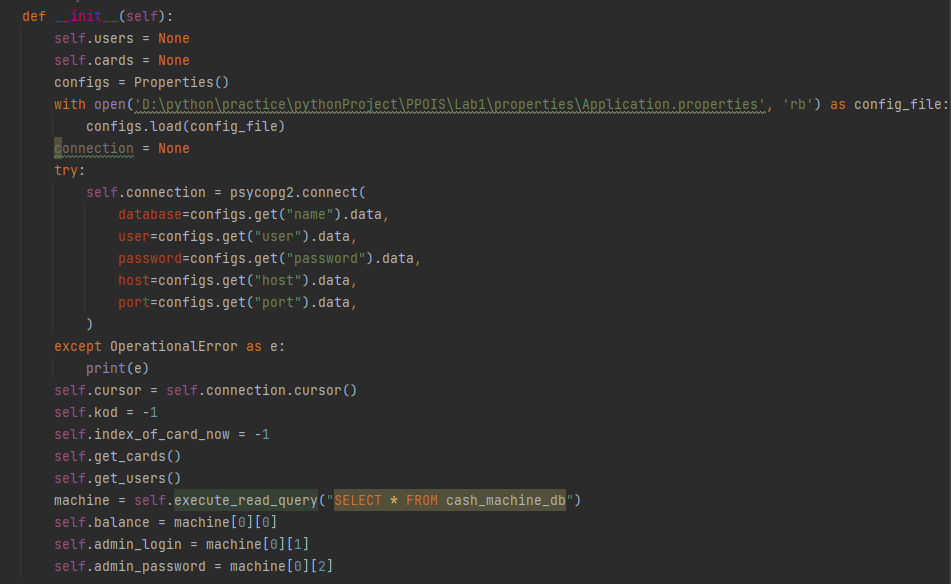 def __init__(self):
self.users = None
self.cards = None
configs = Properties()
with open('D:\python\practice\pythonProject\PPOIS\Lab1\properties\Application.properties', 'rb') as config_file:
configs.load(config_file)
connection = None
try:
self.connection = psycopg2.connect(
database=configs.get("name").data,
user=configs.get("user").data,
password=configs.get("password").data,
host=configs.get("host").data,
port=configs.get("port").data,
)
except OperationalError as e:
print(e)
self.cursor = self.connection.cursor()
self.kod = -1
self.index_of_card_now = -1
self.get_cards()
self.get_users()
machine = self.execute_read_query("SELECT * FROM cash_machine_db")
self.balance = machine[0][0]
self.admin_login = machine[0][1]
self.admin_password = machine[0][2]